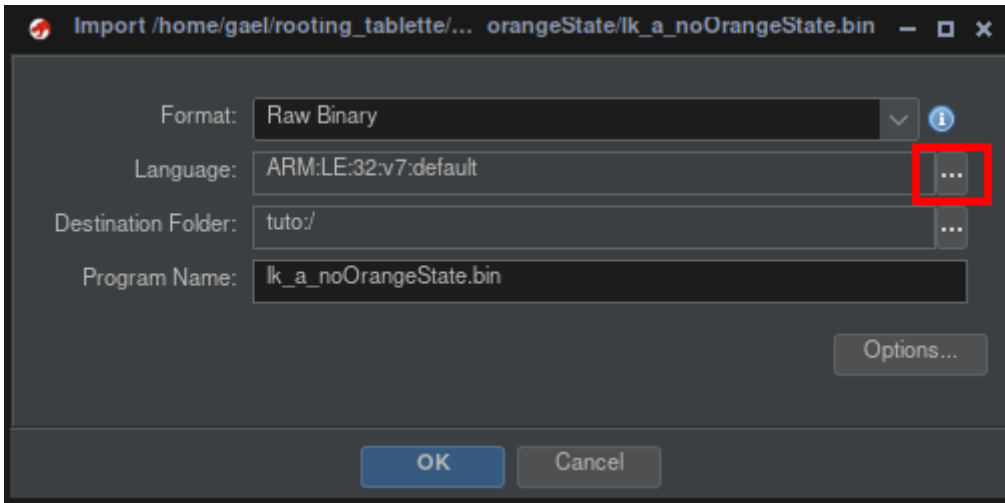 Import /home/gael/rooting_tablette/... orangeState/lk_a_noOrangeState.bin
Format: Raw Binary
Language: ARM:LE:32:v7:default ...
Destination Folder: tuto:/ ...
Program Name: lk_a_noOrangeState.bin
Options...
OK Cancel